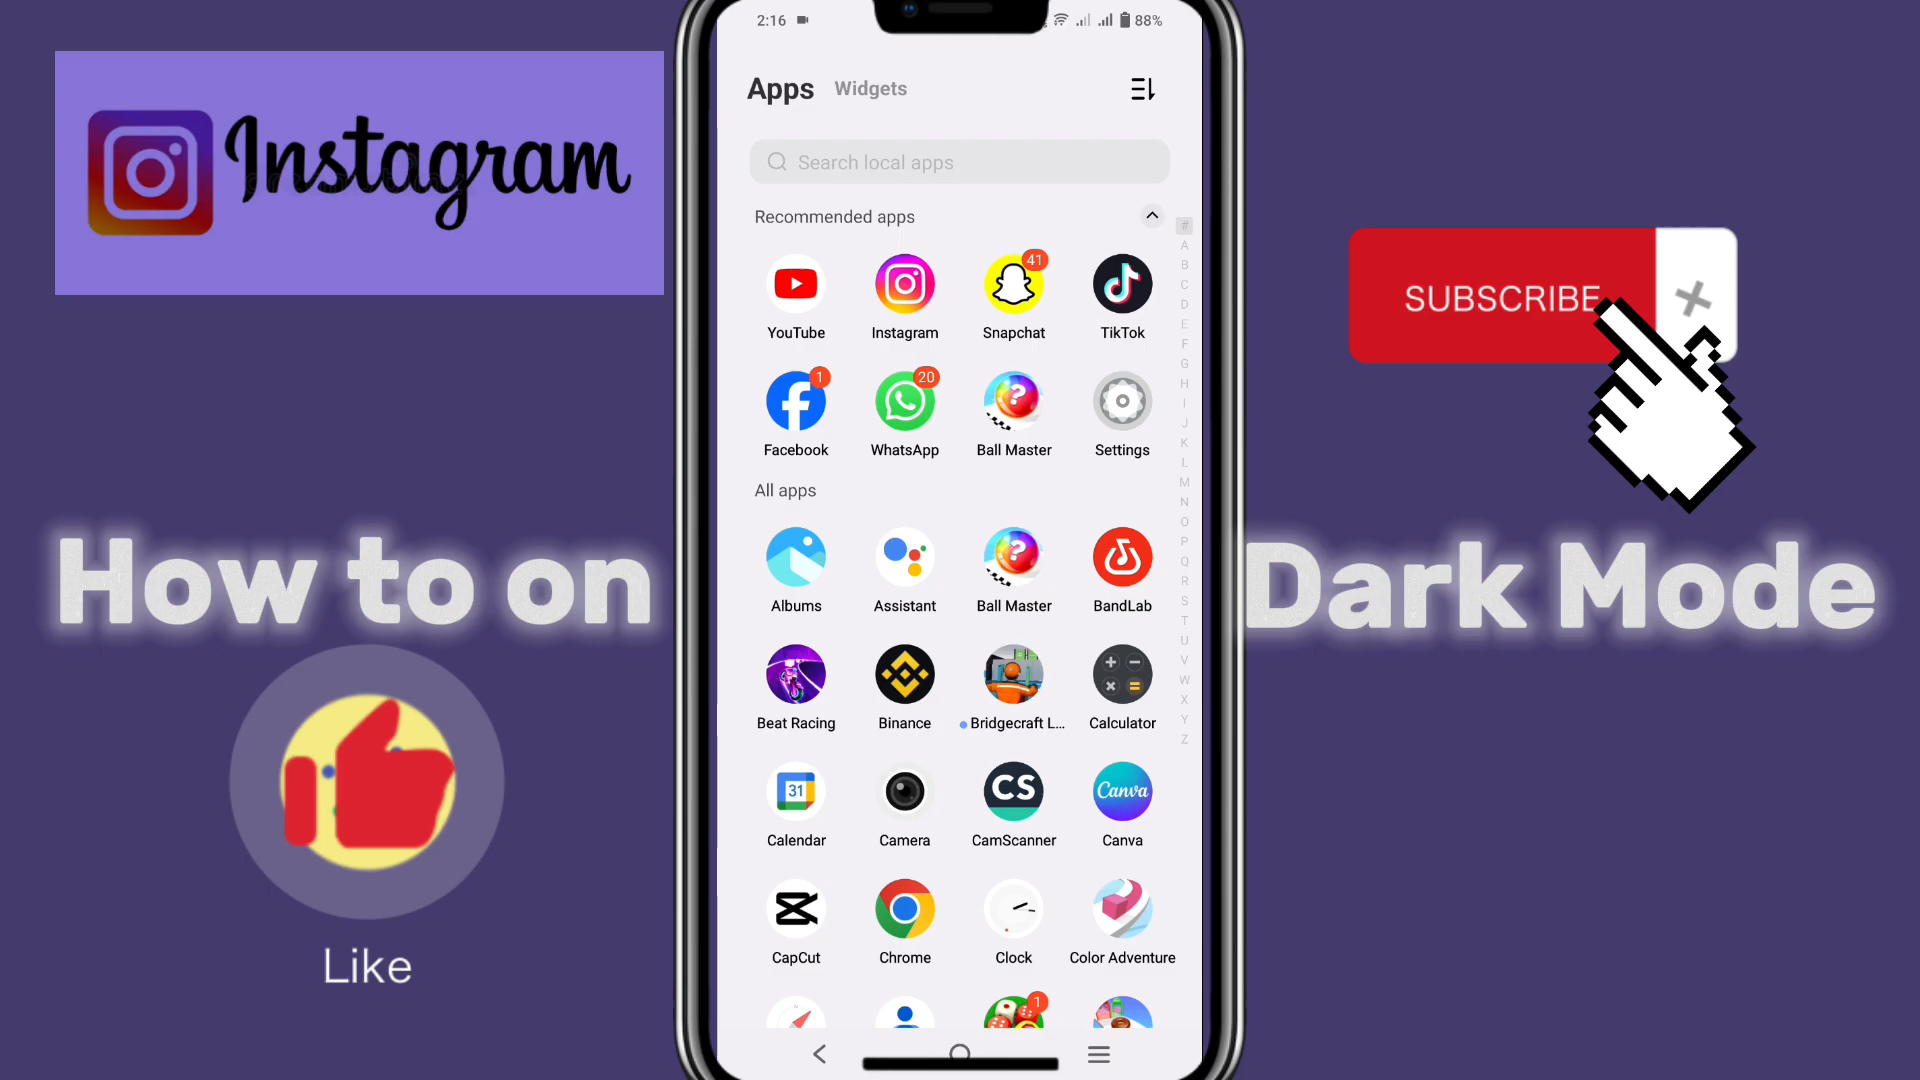 2:16
88%
Apps Widgets
Instagram
Search local apps
Recommended apps
#
A
B
C
D
E
F
G
H
I
J
K
L
M
N
O
P
Q
R
S
T
U
V
W
X
Y
Z
41
YouTube Instagram Snapchat TikTok
SUBSCRIBE +
1 20
Facebook WhatsApp Ball Master Settings
All apps
How to on Dark Mode
Albums Assistant Ball Master BandLab
Beat Racing Binance Bridgecraft L... Calculator
31 CS Canva
Calendar Camera CamScanner Canva
CapCut Chrome Clock Color Adventure
Like
1